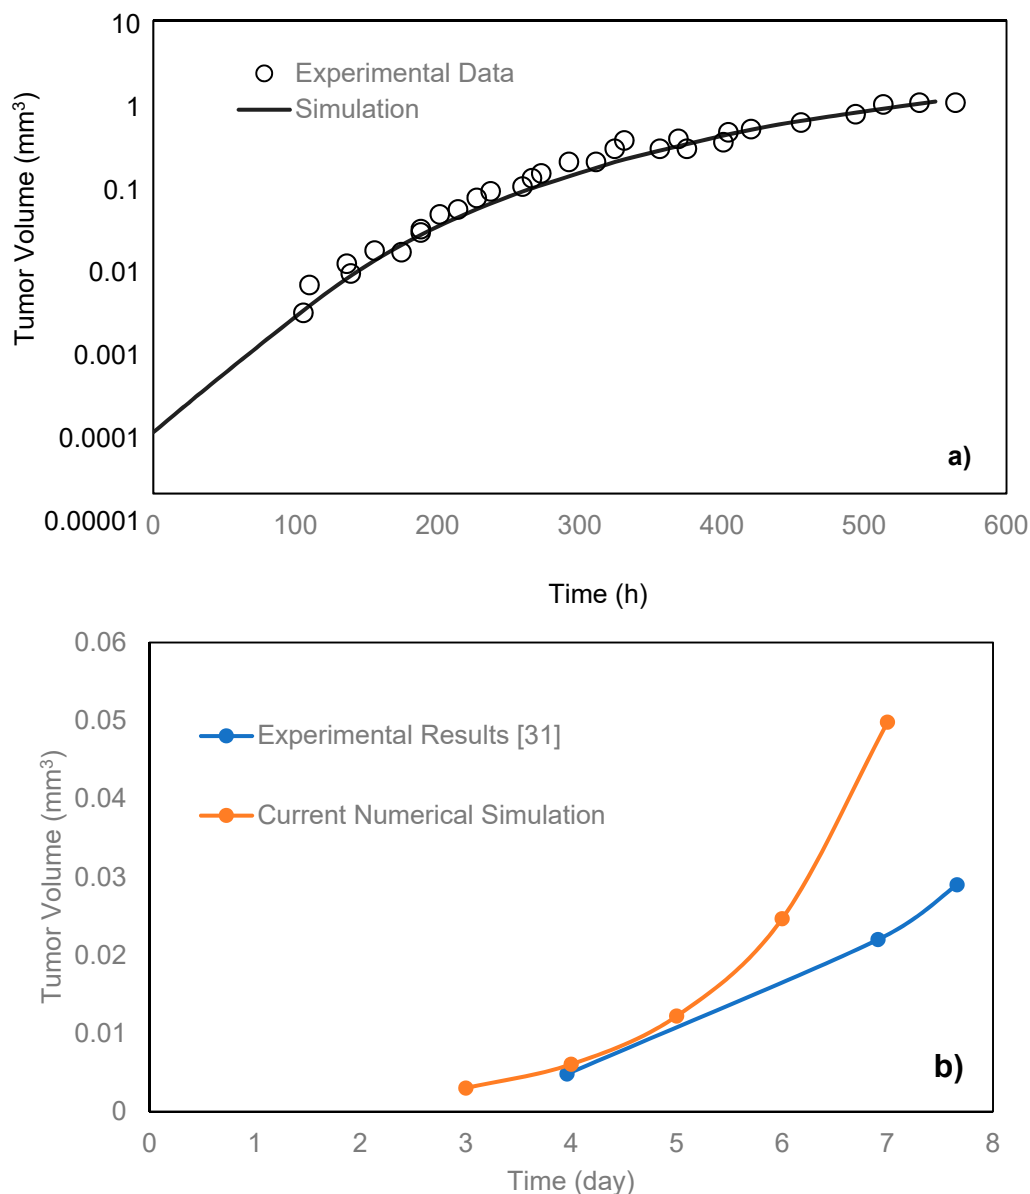 10
Experimental Data
1
Simulation
0.1
0.01
0.001
0.0001
0.00001
Tumor Volume (mm³)
a)
0 100 200 300 400 500 600
Time (h)
0.06
0.05
Experimental Results [31]
0.04
Current Numerical Simulation
0.03
0.02
0.01
0
Tumor Volume (mm³)
b)
0 1 2 3 4 5 6 7 8
Time (day)